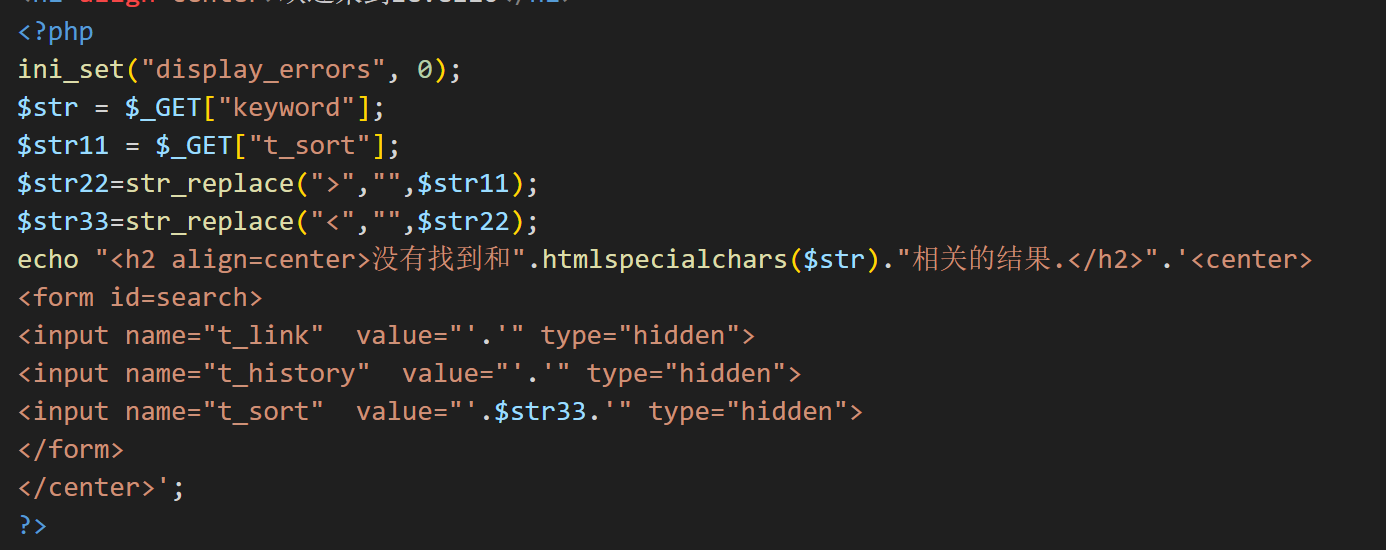 <?php
ini_set("display_errors", 0);
$str = $_GET["keyword"];
$str11 = $_GET["t_sort"];
$str22=str_replace(">","",$str11);
$str33=str_replace("<","",$str22);
echo "<h2 align=center>没有找到和".htmlspecialchars($str)."相关的结果.</h2>".'<center>
<form id=search>
<input name="t_link"  value="'.'" type="hidden">
<input name="t_history"  value="'.'" type="hidden">
<input name="t_sort"  value="'.$str33.'" type="hidden">
</form>
</center>';
?>